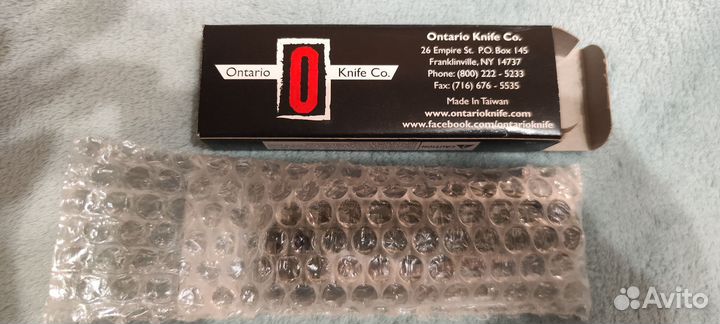 Ontario O Knife Co.
Ontario Knife Co.
26 Empire St. P.O. Box 145
Franklinville, NY 14737
Phone: (800) 222 - 5233
Fax: (716) 676 - 5535
Made In Taiwan
www.ontarioknife.com
www.facebook.com/ontarioknife
CAUTION
Avito